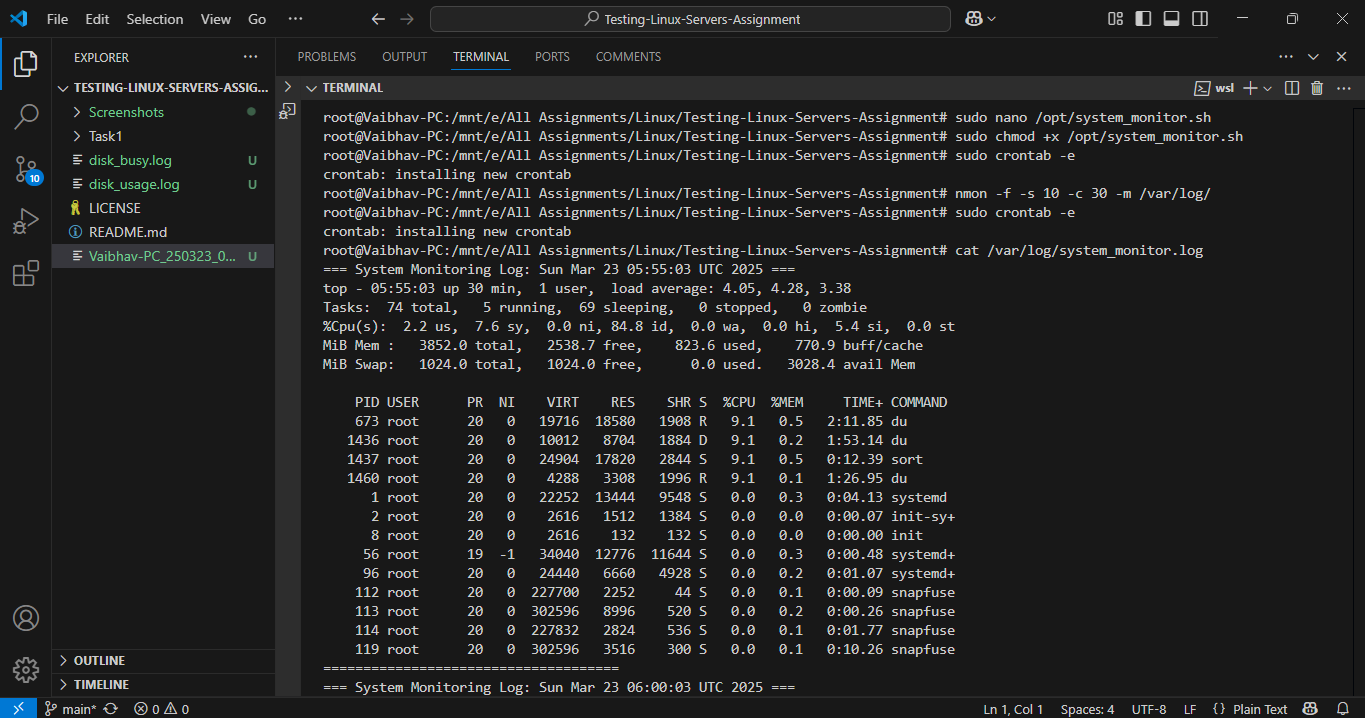 File Edit Selection View Go ···
Testing-Linux-Servers-Assignment
EXPLORER ···
TESTING-LINUX-SERVERS-ASSIG...
Screenshots
Task1
disk_busy.log U
disk_usage.log U
LICENSE
README.md
Vaibhav-PC_250323_0... U
10
OUTLINE
TIMELINE
PROBLEMS OUTPUT TERMINAL PORTS COMMENTS ···
TERMINAL wsl ···
root@Vaibhav-PC:/mnt/e/All Assignments/Linux/Testing-Linux-Servers-Assignment# sudo nano /opt/system_monitor.sh
root@Vaibhav-PC:/mnt/e/All Assignments/Linux/Testing-Linux-Servers-Assignment# sudo chmod +x /opt/system_monitor.sh
root@Vaibhav-PC:/mnt/e/All Assignments/Linux/Testing-Linux-Servers-Assignment# sudo crontab -e
crontab: installing new crontab
root@Vaibhav-PC:/mnt/e/All Assignments/Linux/Testing-Linux-Servers-Assignment# nmon -f -s 10 -c 30 -m /var/log/
root@Vaibhav-PC:/mnt/e/All Assignments/Linux/Testing-Linux-Servers-Assignment# sudo crontab -e
crontab: installing new crontab
root@Vaibhav-PC:/mnt/e/All Assignments/Linux/Testing-Linux-Servers-Assignment# cat /var/log/system_monitor.log
=== System Monitoring Log: Sun Mar 23 05:55:03 UTC 2025 ===
top - 05:55:03 up 30 min,  1 user,  load average: 4.05, 4.28, 3.38
Tasks:  74 total,   5 running,  69 sleeping,   0 stopped,   0 zombie
%Cpu(s):  2.2 us,  7.6 sy,  0.0 ni, 84.8 id,  0.0 wa,  0.0 hi,  5.4 si,  0.0 st
MiB Mem :   3852.0 total,   2538.7 free,    823.6 used,    770.9 buff/cache
MiB Swap:   1024.0 total,   1024.0 free,      0.0 used.   3028.4 avail Mem
PID USER      PR  NI    VIRT    RES    SHR S  %CPU  %MEM     TIME+ COMMAND
673 root      20   0   19716  18580   1908 R   9.1   0.5   2:11.85 du
1436 root      20   0   10012   8704   1884 D   9.1   0.2   1:53.14 du
1437 root      20   0   24904  17820   2844 S   9.1   0.5   0:12.39 sort
1460 root      20   0    4288   3308   1996 R   9.1   0.1   1:26.95 du
1 root      20   0   22252  13444   9548 S   0.0   0.3   0:04.13 systemd
2 root      20   0    2616   1512   1384 S   0.0   0.0   0:00.07 init-sy+
8 root      20   0    2616    132    132 S   0.0   0.0   0:00.00 init
56 root      19  -1   34040  12776  11644 S   0.0   0.3   0:00.48 systemd+
96 root      20   0   24440   6660   4928 S   0.0   0.2   0:01.07 systemd+
112 root      20   0  227700   2252     44 S   0.0   0.1   0:00.09 snapfuse
113 root      20   0  302596   8996    520 S   0.0   0.2   0:00.26 snapfuse
114 root      20   0  227832   2824    536 S   0.0   0.1   0:01.77 snapfuse
119 root      20   0  302596   3516    300 S   0.0   0.1   0:10.26 snapfuse
=====================================
=== System Monitoring Log: Sun Mar 23 06:00:03 UTC 2025 ===
main* 0 0 Ln 1, Col 1 Spaces: 4 UTF-8 LF {} Plain Text